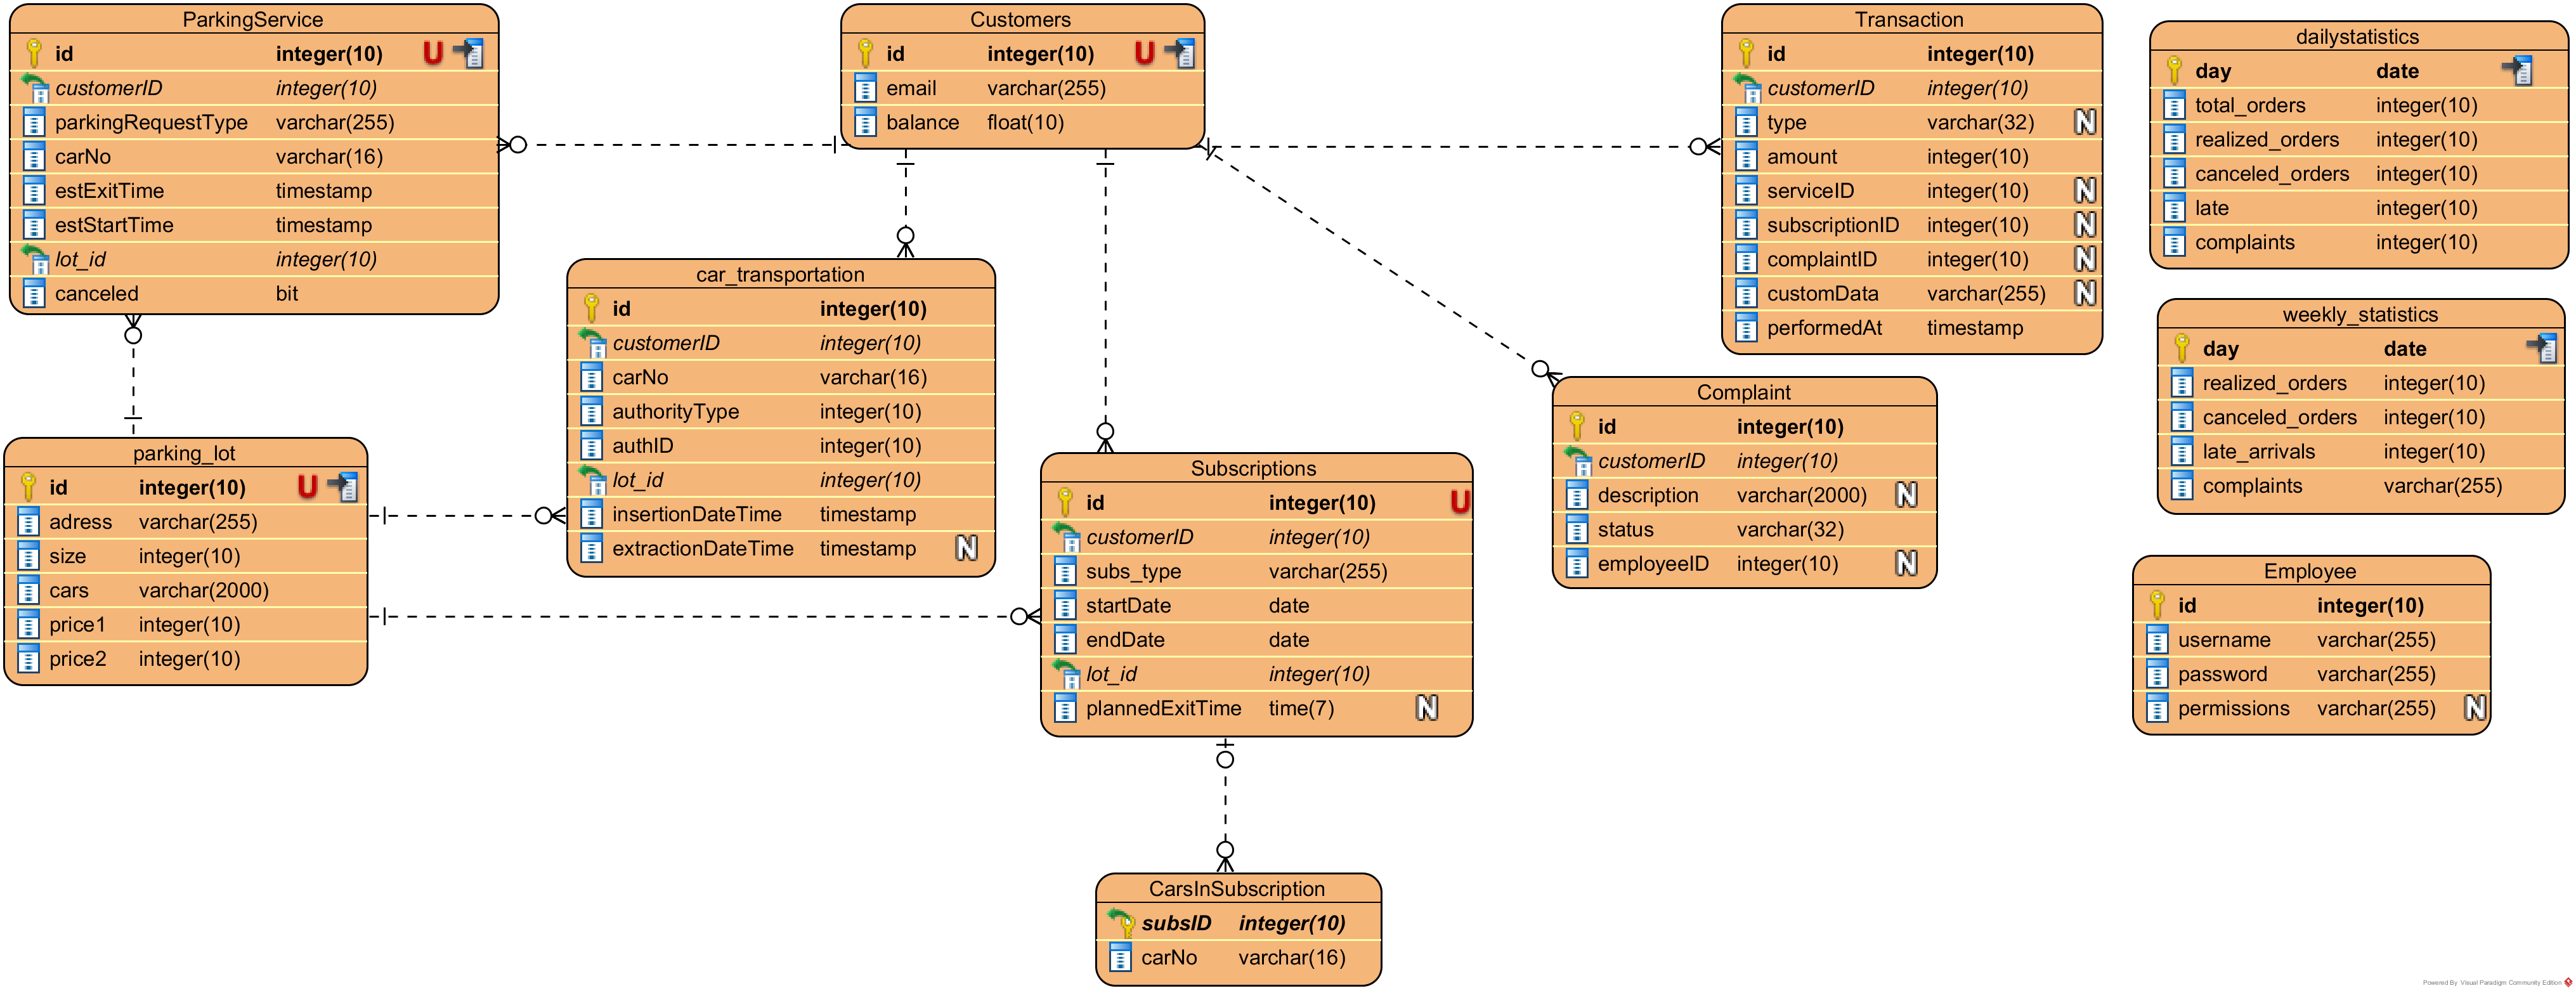 ParkingService
id integer(10) U
customerID integer(10)
parkingRequestType varchar(255)
carNo varchar(16)
estExitTime timestamp
estStartTime timestamp
lot_id integer(10)
canceled bit
Customers
id integer(10) U
email varchar(255)
balance float(10)
Transaction
id integer(10)
customerID integer(10)
type varchar(32) N
amount integer(10)
serviceID integer(10) N
subscriptionID integer(10) N
complaintID integer(10) N
customData varchar(255) N
performedAt timestamp
dailystatistics
day date
total_orders integer(10)
realized_orders integer(10)
canceled_orders integer(10)
late integer(10)
complaints integer(10)
car_transportation
id integer(10)
customerID integer(10)
carNo varchar(16)
authorityType integer(10)
authID integer(10)
lot_id integer(10)
insertionDateTime timestamp
extractionDateTime timestamp N
weekly_statistics
day date
realized_orders integer(10)
canceled_orders integer(10)
late_arrivals integer(10)
complaints varchar(255)
Complaint
id integer(10)
customerID integer(10)
description varchar(2000) N
status varchar(32)
employeeID integer(10) N
parking_lot
id integer(10) U
adress varchar(255)
size integer(10)
cars varchar(2000)
price1 integer(10)
price2 integer(10)
Subscriptions
id integer(10) U
customerID integer(10)
subs_type varchar(255)
startDate date
endDate date
lot_id integer(10)
plannedExitTime time(7) N
Employee
id integer(10)
username varchar(255)
password varchar(255)
permissions varchar(255) N
CarsInSubscription
subsID integer(10)
carNo varchar(16)
Powered By Visual Paradigm Community Edition